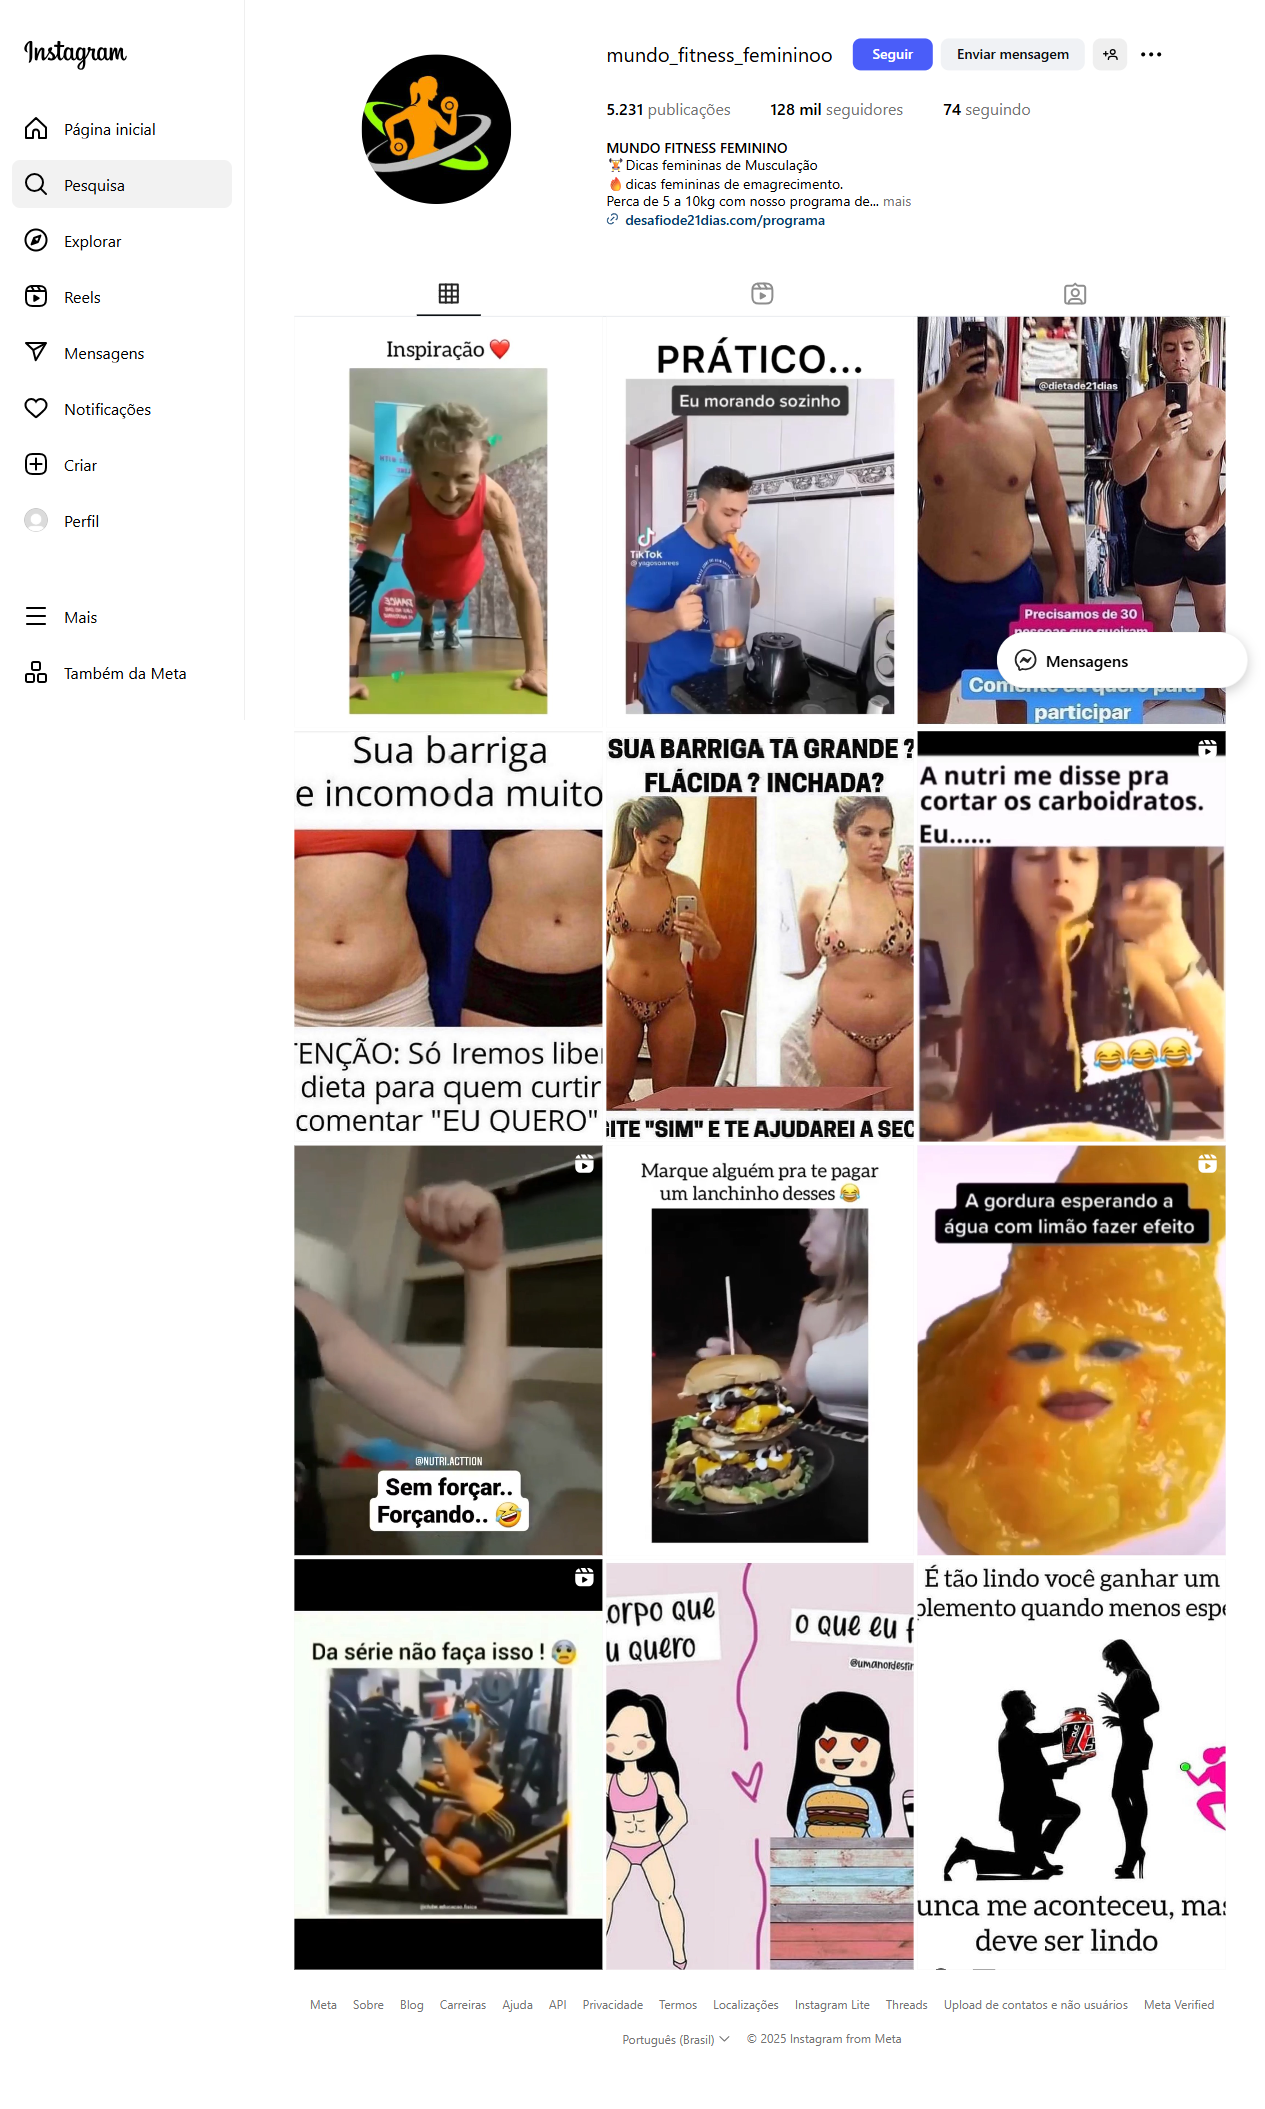 Instagram
Página inicial
Pesquisa
Explorar
Reels
Mensagens
Notificações
Criar
Perfil
Mais
Também da Meta
mundo_fitness_femininoo
Seguir
Enviar mensagem
5.231 publicações
128 mil seguidores
74 seguindo
MUNDO FITNESS FEMININO
🏋Dicas femininas de Musculação
🔥dicas femininas de emagrecimento.
Perca de 5 a 10kg com nosso programa de... mais
desafiode21dias.com/programa
Inspiração ❤️
PRÁTICO...
Eu morando sozinho
TikTok
@yagosoaress
@dietade21dias
Precisamos de 30
pessoas que queiram
Comente eu quero para
participar
Mensagens
Sua barriga
e incomoda muito
TENÇÃO: Só Iremos liber
dieta para quem curtir
comentar "EU QUERO"
SUA BARRIGA TÁ GRANDE ?
FLÁCIDA ? INCHADA?
GITE "SIM" E TE AJUDAREI A SEC
A nutri me disse pra
cortar os carboidratos.
Eu......
😂😂😂
@NUTRI.ACTTION
Sem forçar..
Forçando.. 🤣
Marque alguém pra te pagar
um lanchinho desses 😂
A gordura esperando a
água com limão fazer efeito
Da série não faça isso ! 😰
orpo que
u quero
o que eu f
@umanordestin
É tão lindo você ganhar um
plemento quando menos espe
unca me aconteceu, mas
deve ser lindo
Meta
Sobre
Blog
Carreiras
Ajuda
API
Privacidade
Termos
Localizações
Instagram Lite
Threads
Upload de contatos e não usuários
Meta Verified
Português (Brasil)
© 2025 Instagram from Meta